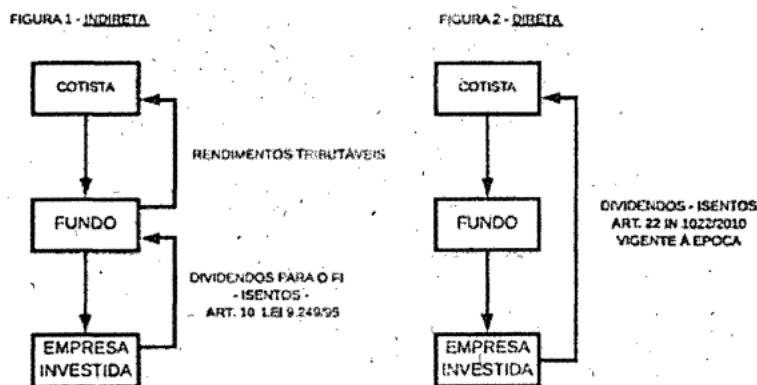 FIGURA 1 - INDIRETA
COTISTA
RENDIMENTOS TRIBUTÁVEIS
FUNDO
DIVIDENDOS PARA O FI
- ISENTOS -
ART. 10 LEI 9.249/95
EMPRESA
INVESTIDA
FIGURA 2 - DIRETA
COTISTA
FUNDO
DIVIDENDOS - ISENTOS
ART. 22 IN 1022/2010
VIGENTE À EPOCA
EMPRESA
INVESTIDA